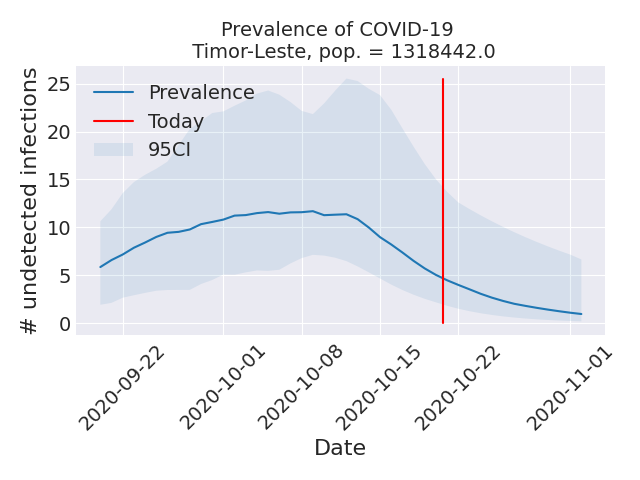 Prevalence of COVID-19
Timor-Leste, pop. = 1318442.0
# undetected infections
25
20
15
10
5
0
Prevalence
Today
95CI
2020-09-22
2020-10-01
2020-10-08
2020-10-15
2020-10-22
2020-11-01
Date